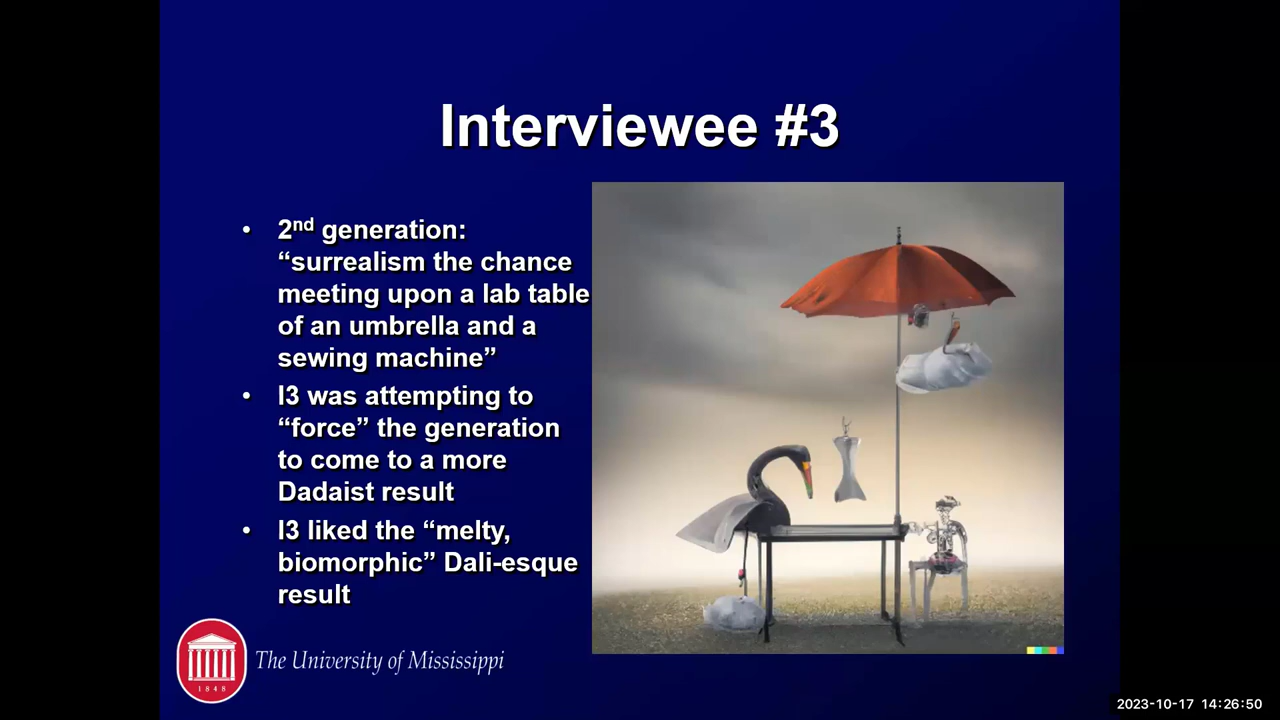 Interviewee #3
• 2nd generation:
“surrealism the chance
meeting upon a lab table
of an umbrella and a
sewing machine”
• I3 was attempting to
“force” the generation
to come to a more
Dadaist result
• I3 liked the “melty,
biomorphic” Dali-esque
result
1848
The University of Mississippi
2023-10-17 14:26:50